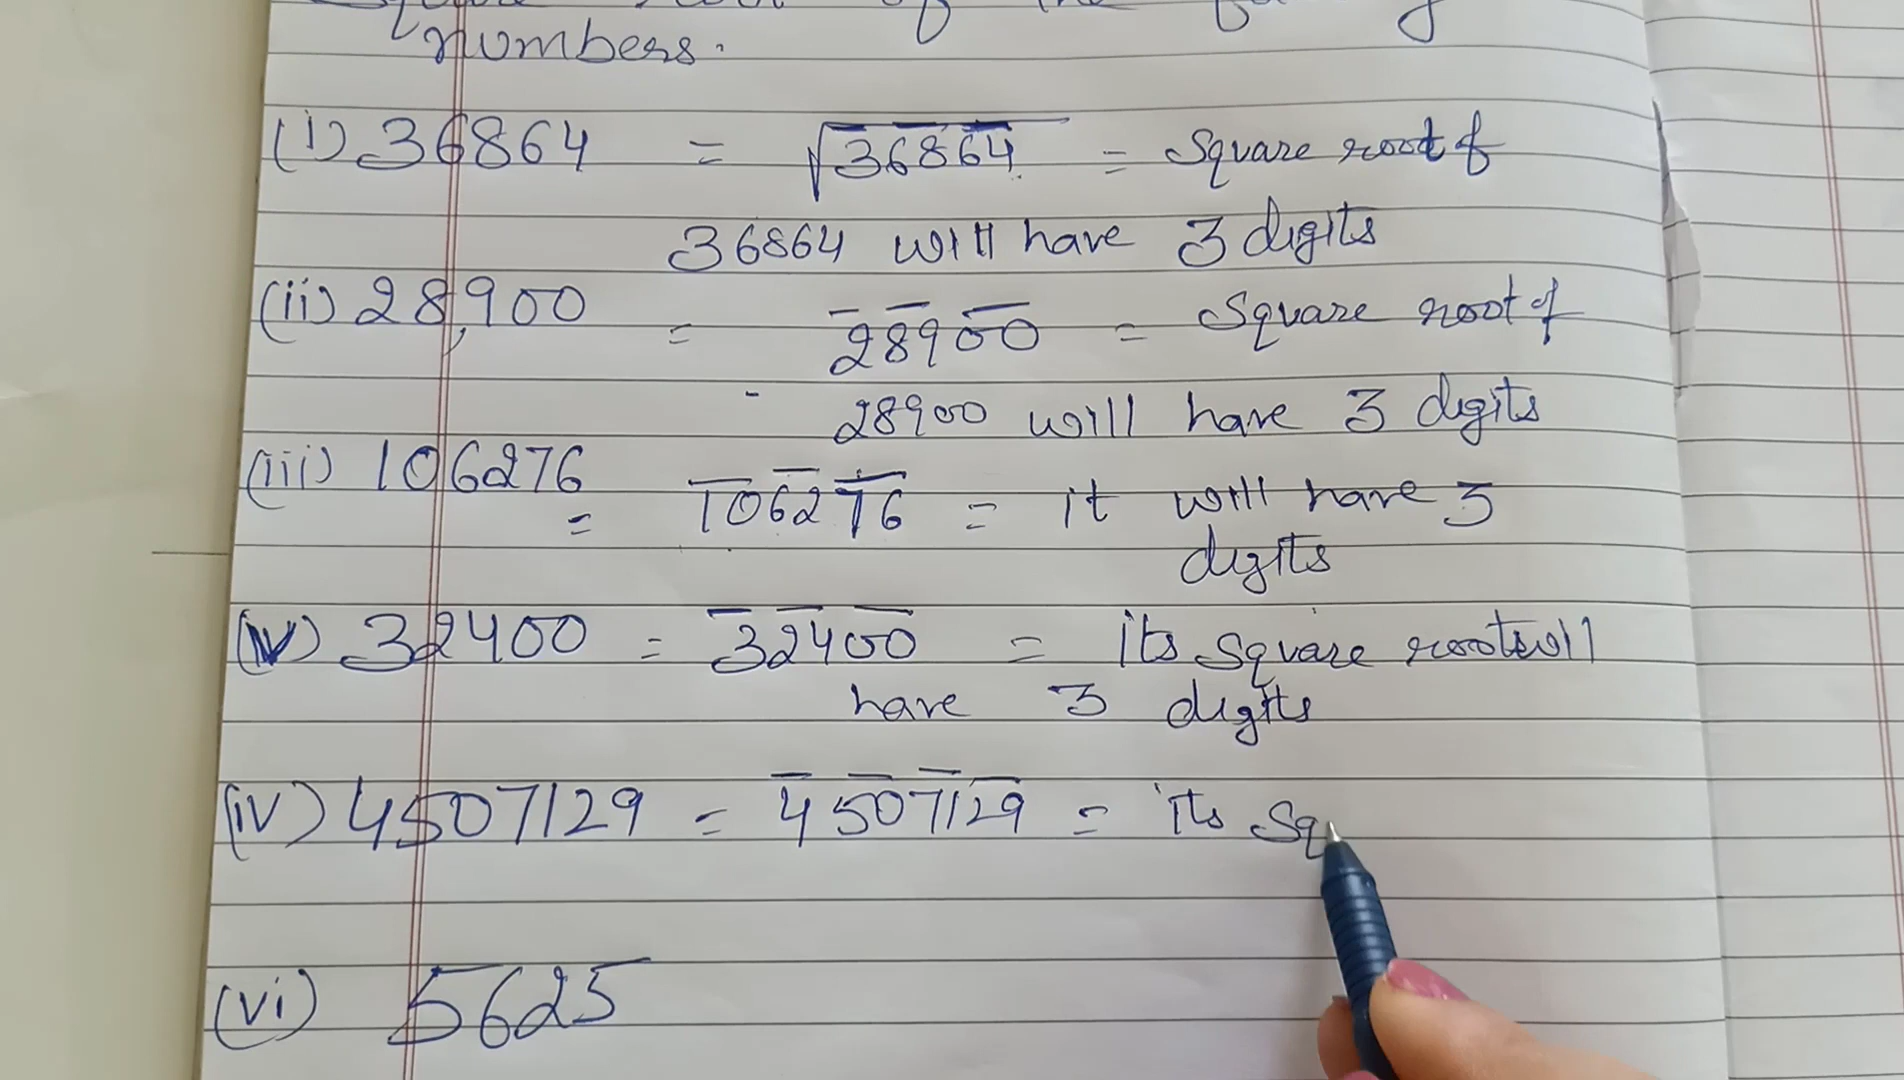 numbers.
(i) 36864 = √36864 = Square root of
36864 will have 3 digits
(ii) 28,900 = 28900 = Square root of
28900 will have 3 digits
(iii) 106276
= 106276 = it will have 3
digits
(iv) 32400 = 32400 = its square root will
have 3 digits
(iv) 4507129 = 4507129 = its Sq
(vi) 5625